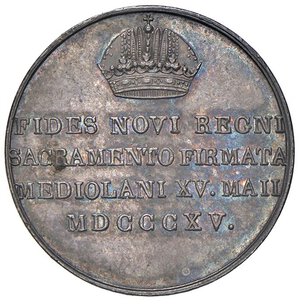 FIDES NOVI REGNI
SACRAMENTO FIRMATA
MEDIOLANI XV. MAII
MDCCCXV.